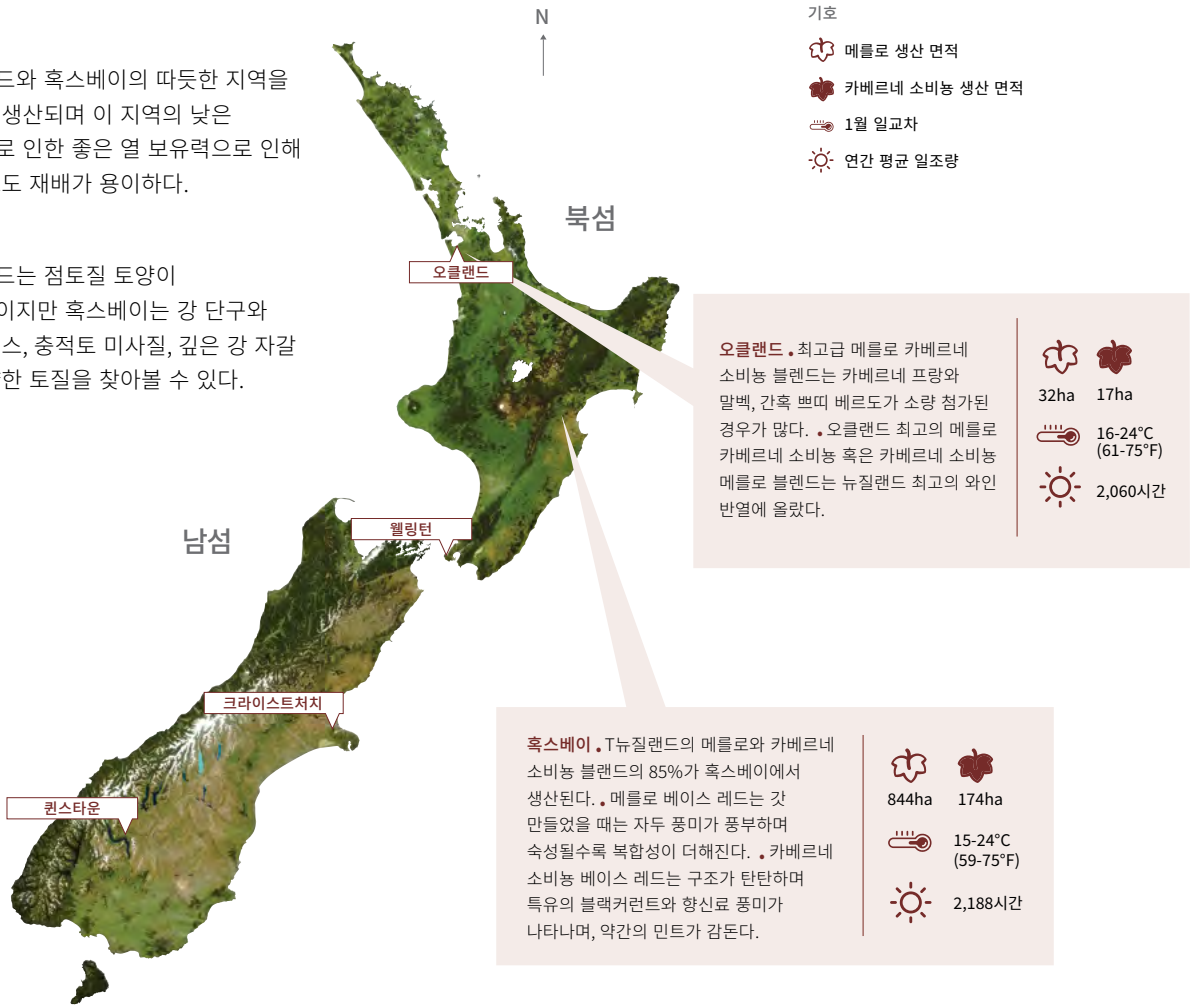 N
기호
메를로 생산 면적
카베르네 소비뇽 생산 면적
1월 일교차
연간 평균 일조량
드와 혹스베이의 따듯한 지역을
생산되며 이 지역의 낮은
로 인한 좋은 열 보유력으로 인해
도 재배가 용이하다.
드는 점토질 토양이
이지만 혹스베이는 강 단구와
스, 충적토 미사질, 깊은 강 자갈
한 토질을 찾아볼 수 있다.
북섬
오클랜드
남섬
웰링턴
크라이스트처치
퀸스타운
오클랜드 • 최고급 메를로 카베르네
소비뇽 블렌드는 카베르네 프랑와
말벡, 간혹 쁘띠 베르도가 소량 첨가된
경우가 많다. • 오클랜드 최고의 메를로
카베르네 소비뇽 혹은 카베르네 소비뇽
메를로 블렌드는 뉴질랜드 최고의 와인
반열에 올랐다.
32ha 17ha
16-24°C
(61-75°F)
2,060시간
혹스베이 • T뉴질랜드의 메를로와 카베르네
소비뇽 블랜드의 85%가 혹스베이에서
생산된다. • 메를로 베이스 레드는 갓
만들었을 때는 자두 풍미가 풍부하며
숙성될수록 복합성이 더해진다. • 카베르네
소비뇽 베이스 레드는 구조가 탄탄하며
특유의 블랙커런트와 향신료 풍미가
나타나며, 약간의 민트가 감돈다.
844ha 174ha
15-24°C
(59-75°F)
2,188시간